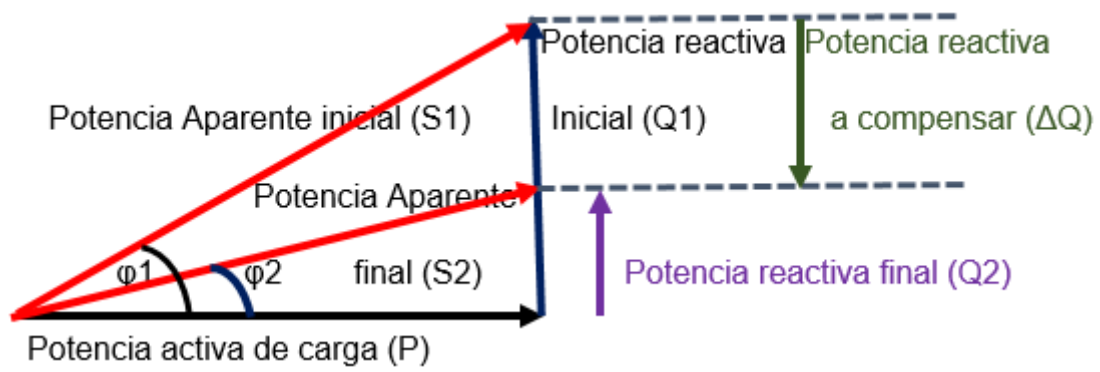 Potencia reactiva
Potencia reactiva
Potencia Aparente inicial (S1)
Inicial (Q1)
a compensar (ΔQ)
Potencia Aparente
φ1
φ2
final (S2)
Potencia reactiva final (Q2)
Potencia activa de carga (P)